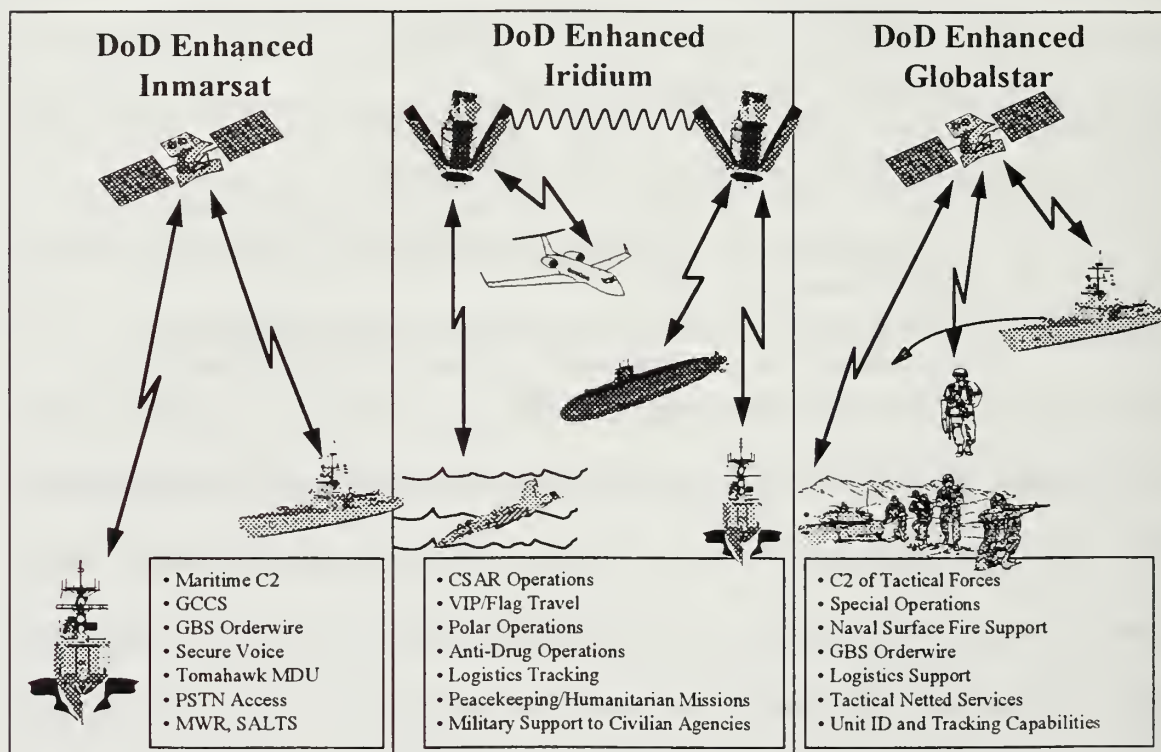 DoD Enhanced
Inmarsat
• Maritime C2
• GCCS
• GBS Orderwire
• Secure Voice
• Tomahawk MDU
• PSTN Access
• MWR, SALTS
DoD Enhanced
Iridium
• CSAR Operations
• VIP/Flag Travel
• Polar Operations
• Anti-Drug Operations
• Logistics Tracking
• Peacekeeping/Humanitarian Missions
• Military Support to Civilian Agencies
DoD Enhanced
Globalstar
• C2 of Tactical Forces
• Special Operations
• Naval Surface Fire Support
• GBS Orderwire
• Logistics Support
• Tactical Netted Services
• Unit ID and Tracking Capabilities